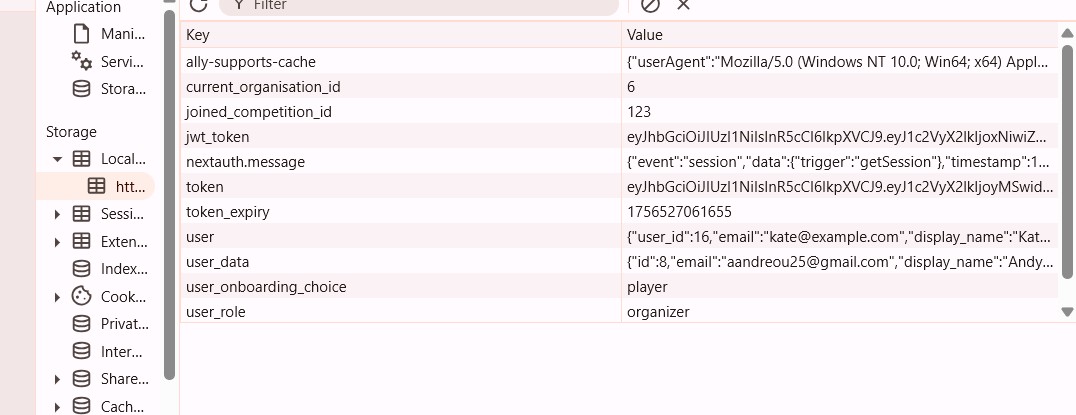 Application
Mani...
Servi...
Stora...
Storage
Local...
htt...
Sessi...
Exten...
Index...
Cook...
Privat...
Inter...
Share...
Cach...
Filter
Key Value
ally-supports-cache {"userAgent":"Mozilla/5.0 (Windows NT 10.0; Win64; x64) Appl...
current_organisation_id 6
joined_competition_id 123
jwt_token eyJhbGciOiJIUzI1NiIsInR5cCI6IkpXVCJ9.eyJ1c2VyX2lkIjoxNiwiZ...
nextauth.message {"event":"session","data":{"trigger":"getSession"},"timestamp":1...
token eyJhbGciOiJIUzI1NiIsInR5cCI6IkpXVCJ9.eyJ1c2VyX2lkIjoyMSwid...
token_expiry 1756527061655
user {"user_id":16,"email":"kate@example.com","display_name":"Kat...
user_data {"id":8,"email":"aandreou25@gmail.com","display_name":"Andy...
user_onboarding_choice player
user_role organizer